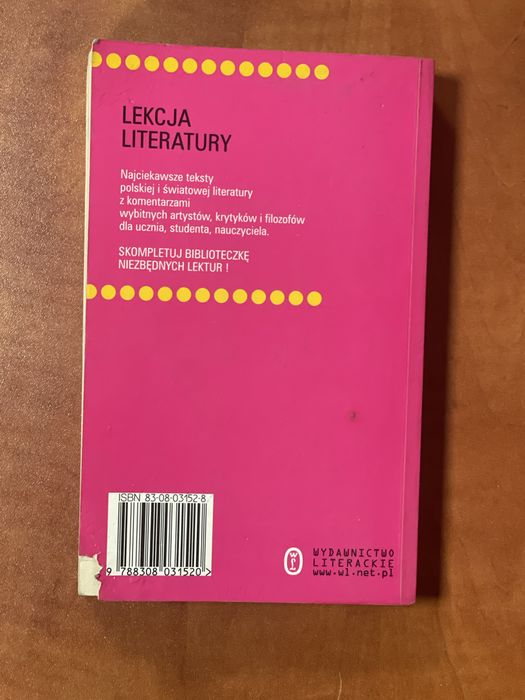 LEKCJA
LITERATURY
Najciekawsze teksty
polskiej i światowej literatury
z komentarzami
wybitnych artystów, krytyków i filozofów
dla ucznia, studenta, nauczyciela.
SKOMPLETUJ BIBLIOTECZKĘ
NIEZBĘDNYCH LEKTUR !
ISBN 83-08-03152-8
9 788308 031520>
WL
WYDAWNICTWO
LITERACKIE
www.wl.net.pl